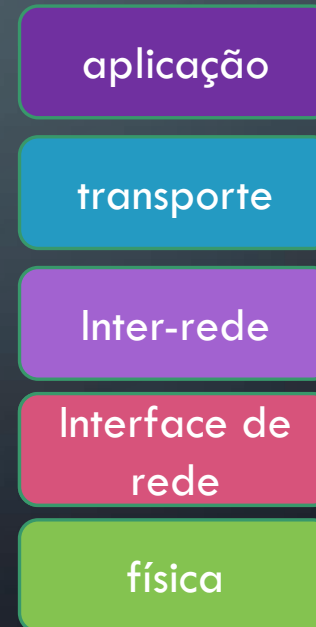 aplicação
transporte
Inter-rede
Interface de
rede
física